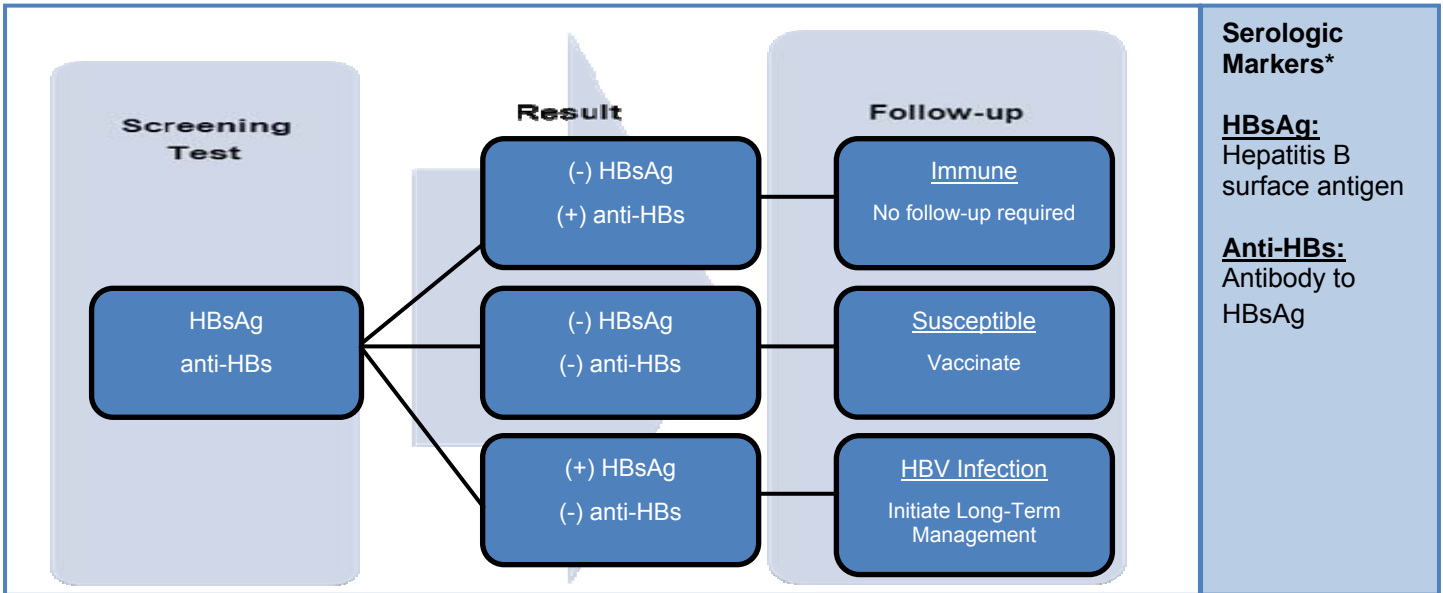 Screening
Test
HBsAg
anti-HBs
Result
(-) HBsAg
(+) anti-HBs
(-) HBsAg
(-) anti-HBs
(+) HBsAg
(-) anti-HBs
Follow-up
Immune
No follow-up required
Susceptible
Vaccinate
HBV Infection
Initiate Long-Term
Management
Serologic
Markers*
HBsAg:
Hepatitis B
surface antigen
Anti-HBs:
Antibody to
HBsAg